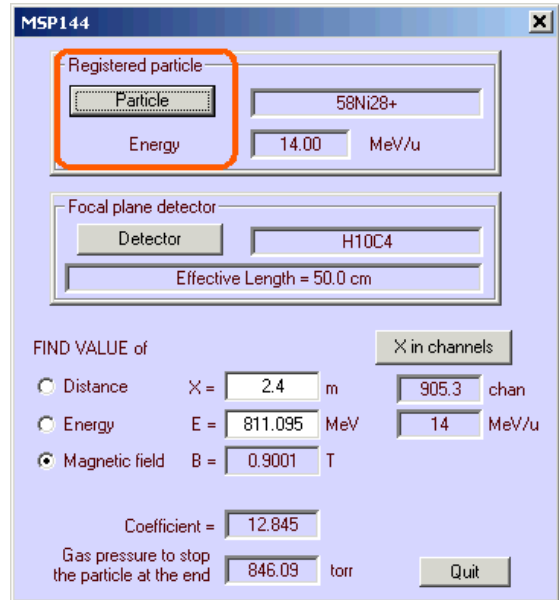 MSP144
Registered particle
Particle 58Ni28+
Energy 14.00 MeV/u
Focal plane detector
Detector H10C4
Effective Length = 50.0 cm
FIND VALUE of X in channels
Distance X = 2.4 m 905.3 chan
Energy E = 811.095 MeV 14 MeV/u
Magnetic field B = 0.9001 T
Coefficient = 12.845
Gas pressure to stop
the particle at the end 846.09 torr Quit